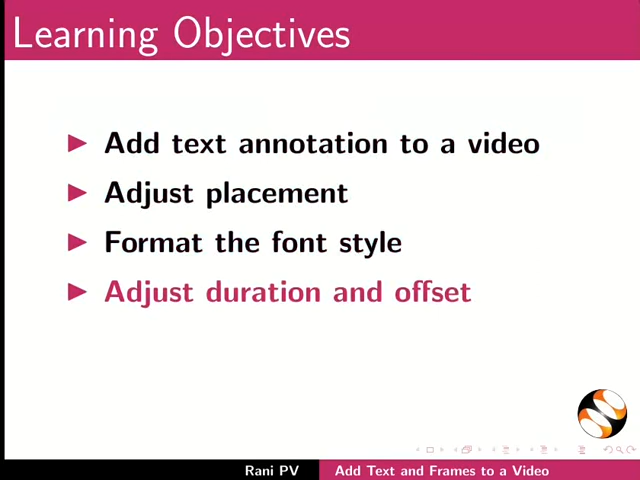 Learning Objectives
Add text annotation to a video
Adjust placement
Format the font style
Adjust duration and offset
Rani PV Add Text and Frames to a Video